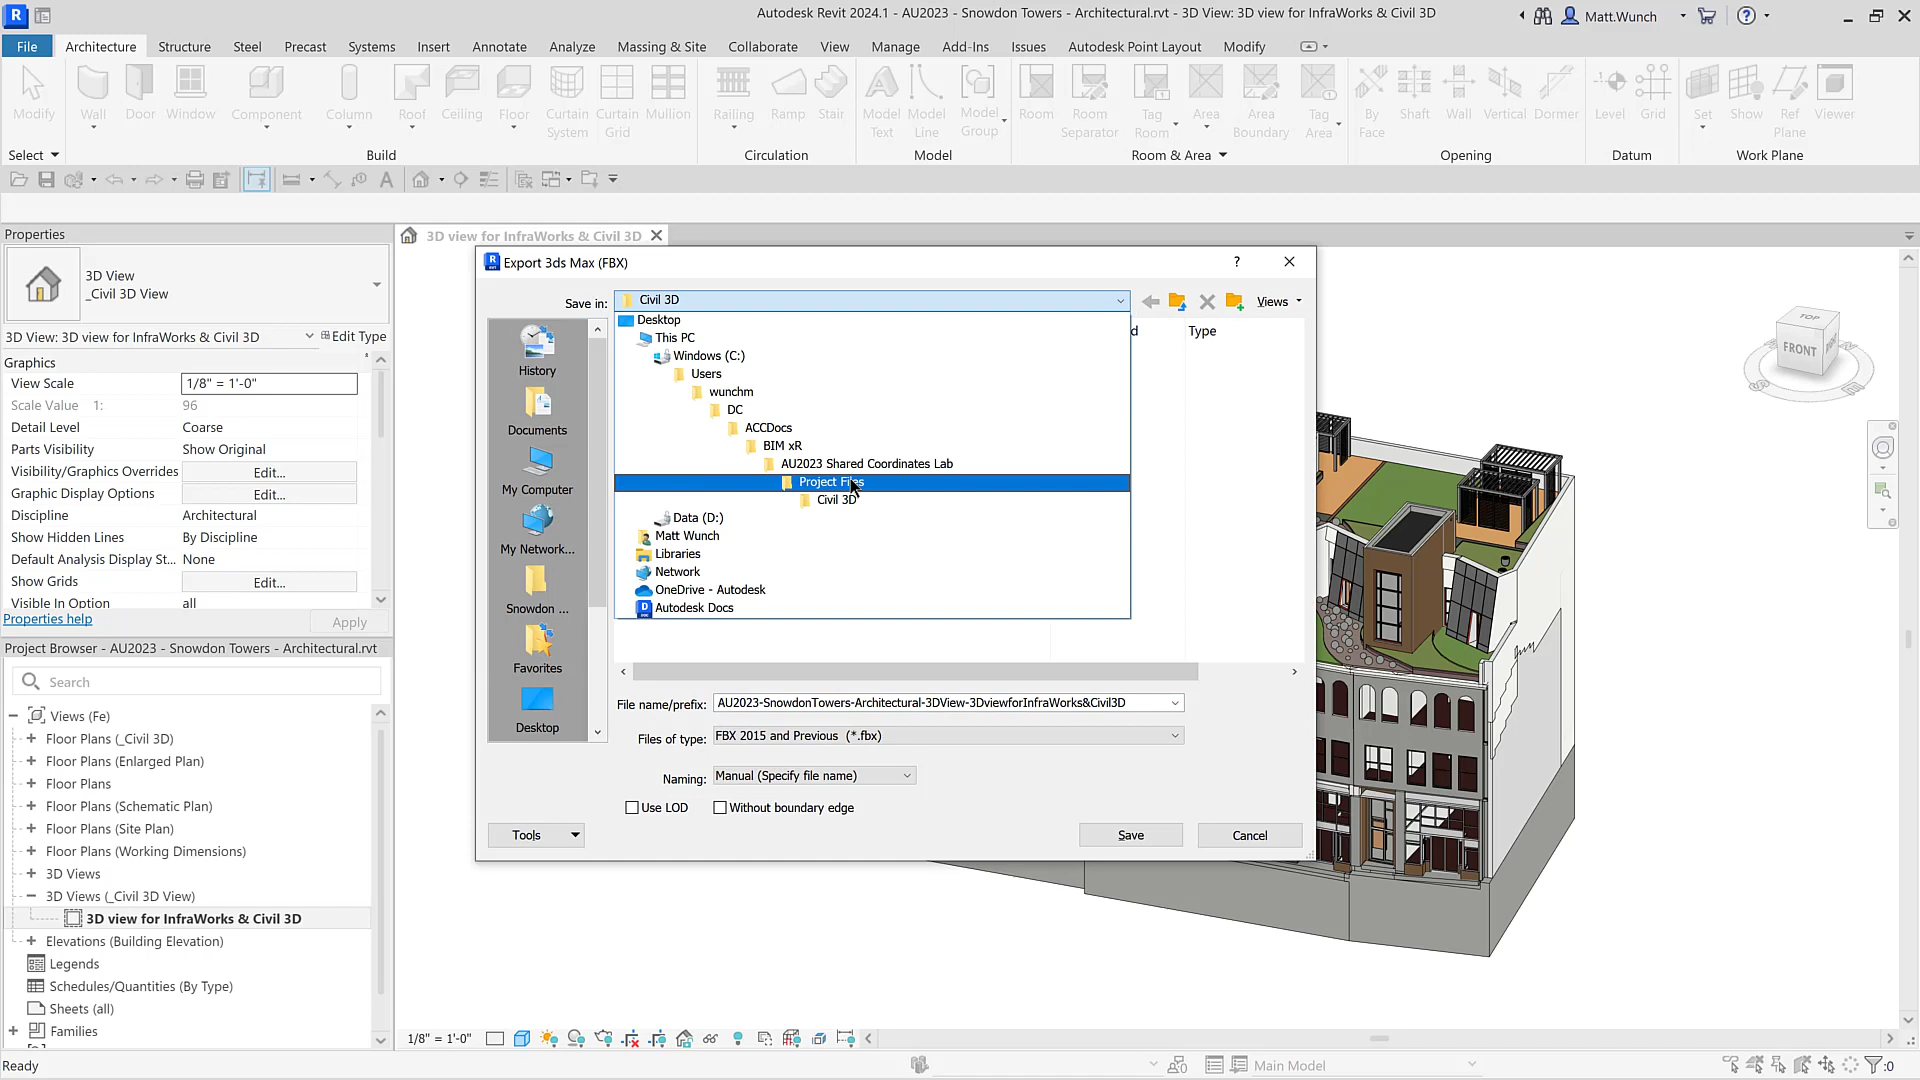 Autodesk Revit 2024.1 - AU2023 - Snowdon Towers - Architectural.rvt - 3D View: 3D view for InfraWorks & Civil 3D
Matt.Wunch
File Architecture Structure Steel Precast Systems Insert Annotate Analyze Massing & Site Collaborate View Manage Add-Ins Issues Autodesk Point Layout Modify
Modify Wall Door Window Component Column Roof Ceiling Floor Curtain System Curtain Grid Mullion Railing Ramp Stair Model Text Model Line Model Group Room Room Separator Tag Room Area Area Boundary Tag Area By Face Shaft Wall Vertical Dormer Level Grid Set Show Ref Plane Viewer
Select Build Circulation Model Room & Area Opening Datum Work Plane
Properties
3D view for InfraWorks & Civil 3D
3D View
_Civil 3D View
3D View: 3D view for InfraWorks & Civil 3D
Edit Type
Graphics
View Scale 1/8" = 1'-0"
Scale Value 1: 96
Detail Level Coarse
Parts Visibility Show Original
Visibility/Graphics Overrides Edit...
Graphic Display Options Edit...
Discipline Architectural
Show Hidden Lines By Discipline
Default Analysis Display St... None
Show Grids Edit...
Visible In Option all
Properties help
Apply
Project Browser - AU2023 - Snowdon Towers - Architectural.rvt
Search
Views (Fe)
Floor Plans (_Civil 3D)
Floor Plans (Enlarged Plan)
Floor Plans
Floor Plans (Schematic Plan)
Floor Plans (Site Plan)
Floor Plans (Working Dimensions)
3D Views
3D Views (_Civil 3D View)
3D view for InfraWorks & Civil 3D
Elevations (Building Elevation)
Legends
Schedules/Quantities (By Type)
Sheets (all)
Families
Export 3ds Max (FBX)
Save in: Civil 3D
Views
Type
Desktop
This PC
Windows (C:)
Users
wunchm
DC
ACCDocs
BIM xR
AU2023 Shared Coordinates Lab
Project Files
Civil 3D
Data (D:)
Matt Wunch
Libraries
Network
OneDrive - Autodesk
Autodesk Docs
History
Documents
My Computer
My Network...
Snowdon ...
Favorites
Desktop
File name/prefix: AU2023-SnowdonTowers-Architectural-3DView-3DviewforInfraWorks&Civil3D
Files of type: FBX 2015 and Previous (*.fbx)
Naming: Manual (Specify file name)
Use LOD
Without boundary edge
Tools
Save
Cancel
TOP
FRONT
1/8" = 1'-0"
Ready
Main Model
:0